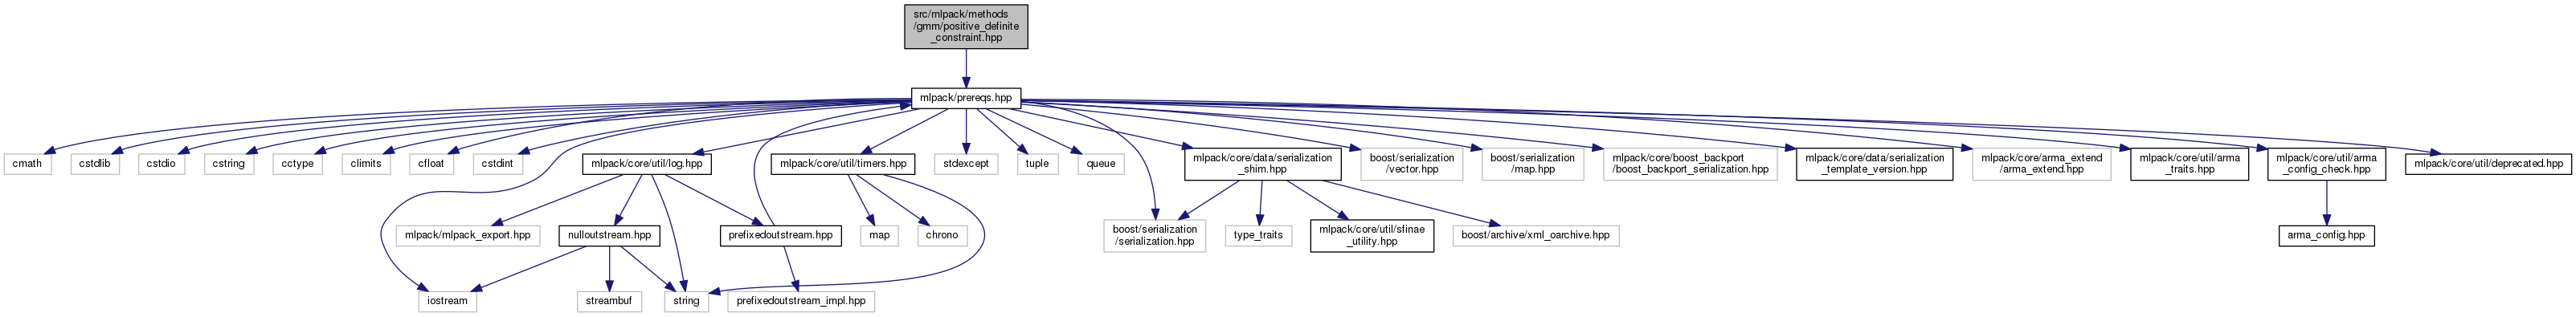 src/mlpack/methods
/gmm/positive_definite
_constraint.hpp
mlpack/prereqs.hpp
cmath
cstdlib
cstdio
cstring
cctype
climits
cfloat
cstdint
mlpack/core/util/log.hpp
mlpack/core/util/timers.hpp
stdexcept
tuple
queue
mlpack/core/data/serialization
_shim.hpp
boost/serialization
/vector.hpp
boost/serialization
/map.hpp
mlpack/core/boost_backport
/boost_backport_serialization.hpp
mlpack/core/data/serialization
_template_version.hpp
mlpack/core/arma_extend
/arma_extend.hpp
mlpack/core/util/arma
_traits.hpp
mlpack/core/util/arma
_config_check.hpp
mlpack/core/util/deprecated.hpp
mlpack/mlpack_export.hpp
nulloutstream.hpp
prefixedoutstream.hpp
map
chrono
boost/serialization
/serialization.hpp
type_traits
mlpack/core/util/sfinae
_utility.hpp
boost/archive/xml_oarchive.hpp
arma_config.hpp
iostream
streambuf
string
prefixedoutstream_impl.hpp